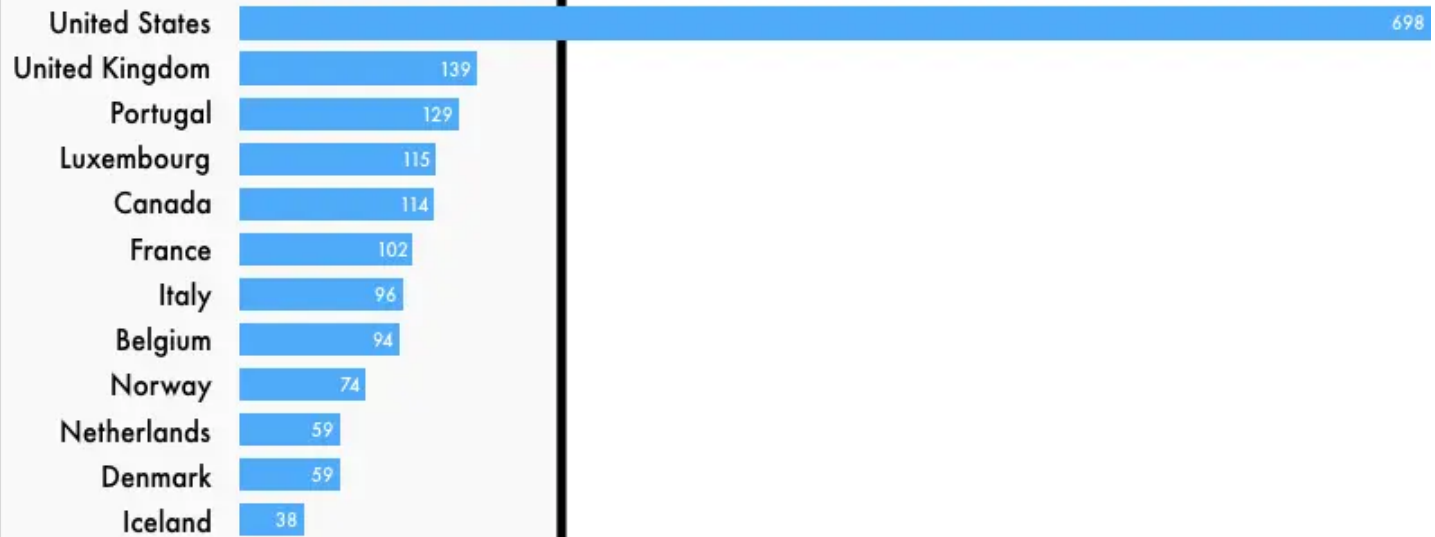 United States 698
United Kingdom 139
Portugal 129
Luxembourg 115
Canada 114
France 102
Italy 96
Belgium 94
Norway 74
Netherlands 59
Denmark 59
Iceland 38